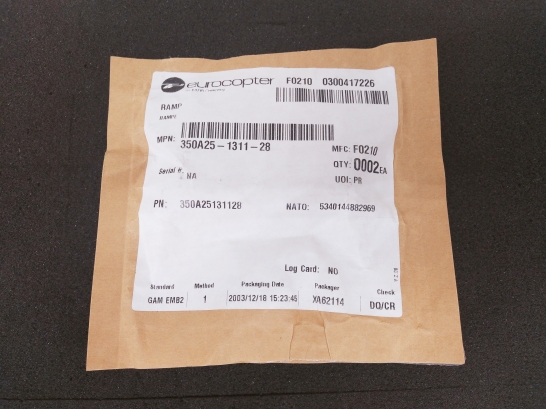 eurocopter F0210 0300417226
RAMP
RAMPE
MPN: 350A25-1311-28
MFC: F0210
QTY: 0002EA
Serial #: NA
UOI: PR
PN: 350A25131128 NATO: 5340144882969
Log Card: NO
Standard Method Packaging Date Packager Check
GAM EMB2 1 2003/12/18 15:23:45 XA62114 DQ/CR